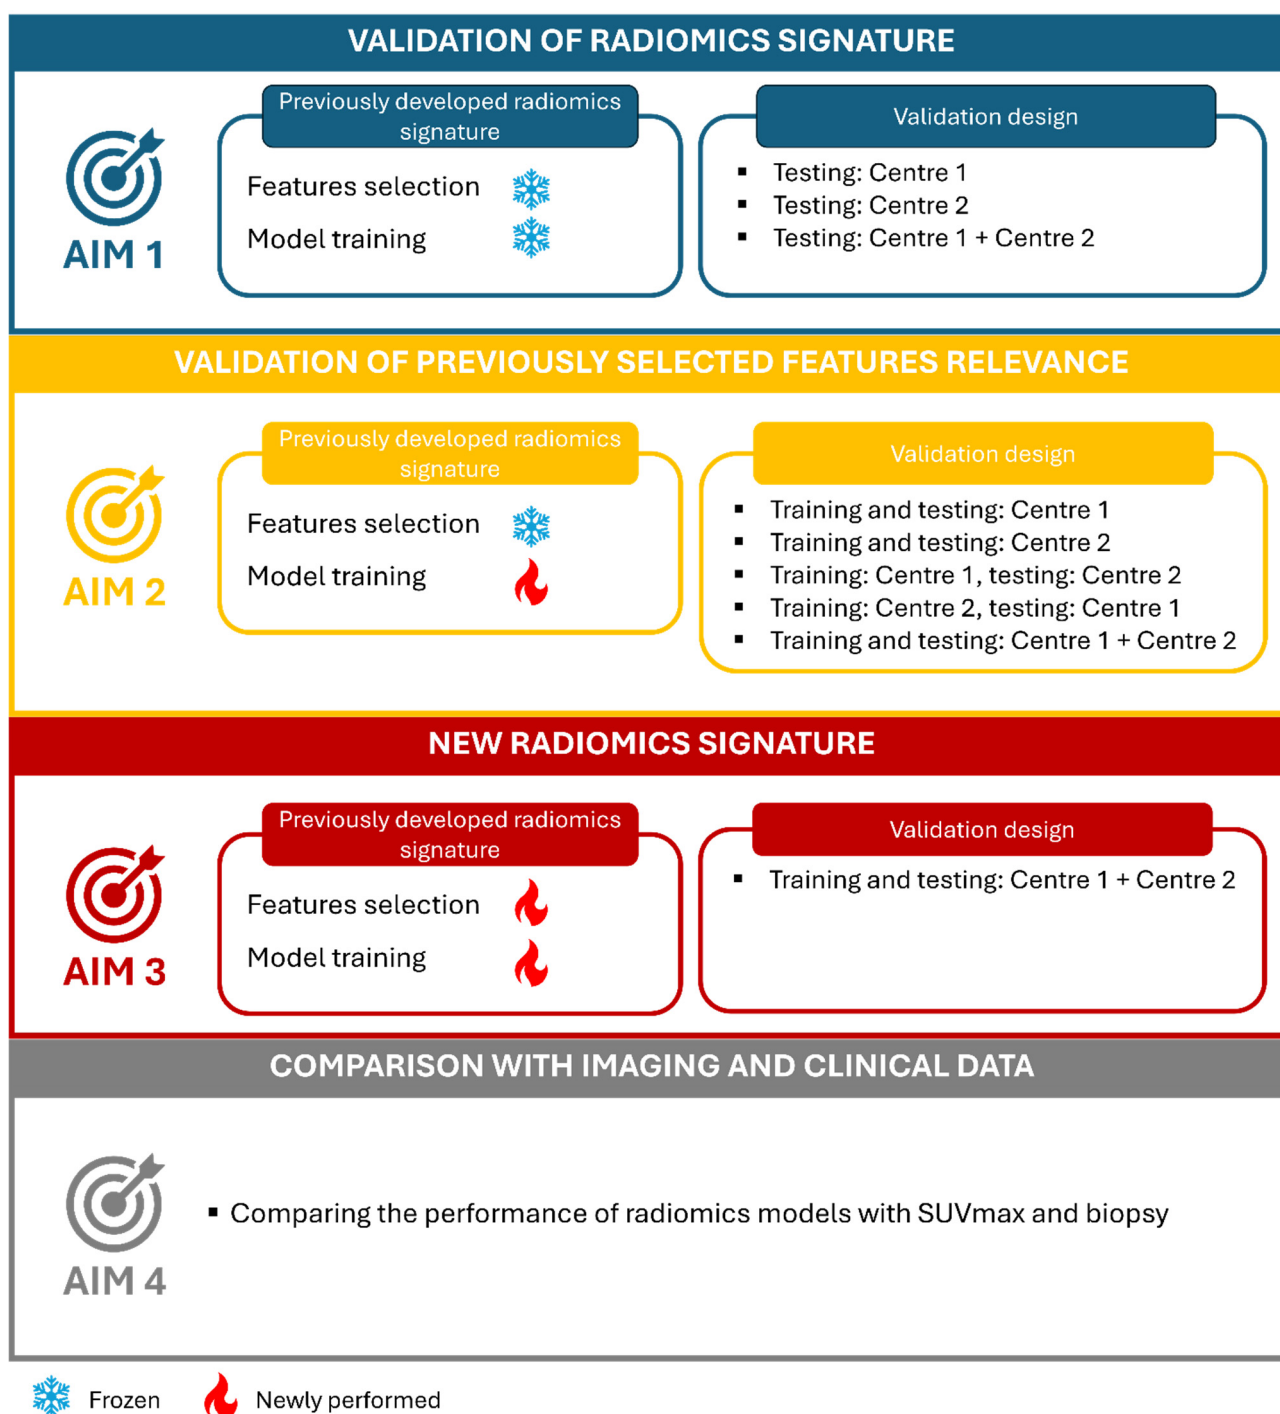 VALIDATION OF RADIOMICS SIGNATURE
AIM 1
Previously developed radiomics
signature
Features selection
Model training
Validation design
▪ Testing: Centre 1
▪ Testing: Centre 2
▪ Testing: Centre 1 + Centre 2
VALIDATION OF PREVIOUSLY SELECTED FEATURES RELEVANCE
AIM 2
Previously developed radiomics
signature
Features selection
Model training
Validation design
▪ Training and testing: Centre 1
▪ Training and testing: Centre 2
▪ Training: Centre 1, testing: Centre 2
▪ Training: Centre 2, testing: Centre 1
▪ Training and testing: Centre 1 + Centre 2
NEW RADIOMICS SIGNATURE
AIM 3
Previously developed radiomics
signature
Features selection
Model training
Validation design
▪ Training and testing: Centre 1 + Centre 2
COMPARISON WITH IMAGING AND CLINICAL DATA
AIM 4
▪ Comparing the performance of radiomics models with SUVmax and biopsy
Frozen
Newly performed